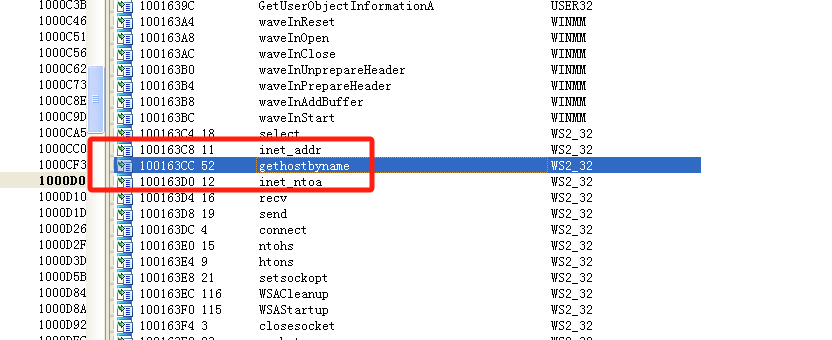 1000C3B 1001639C GetUserObjectInformationA USER32
1000C46 100163A4 waveInReset WINMM
1000C51 100163A8 waveInOpen WINMM
1000C56 100163AC waveInClose WINMM
1000C62 100163B0 waveInUnprepareHeader WINMM
1000C73 100163B4 waveInPrepareHeader WINMM
1000C8E 100163B8 waveInAddBuffer WINMM
1000C9D 100163BC waveInStart WINMM
1000CA5 100163C4 18 select WS2_32
1000CC0 100163C8 11 inet_addr WS2_32
1000CF3 100163CC 52 gethostbyname WS2_32
1000D0 100163D0 12 inet_ntoa WS2_32
1000D10 100163D4 16 recv WS2_32
1000D1D 100163D8 19 send WS2_32
1000D26 100163DC 4 connect WS2_32
1000D2F 100163E0 15 ntohs WS2_32
1000D3D 100163E4 9 htons WS2_32
1000D5B 100163E8 21 setsockopt WS2_32
1000D84 100163EC 116 WSACleanup WS2_32
1000D8A 100163F0 115 WSAStartup WS2_32
1000D92 100163F4 3 closesocket WS2_32